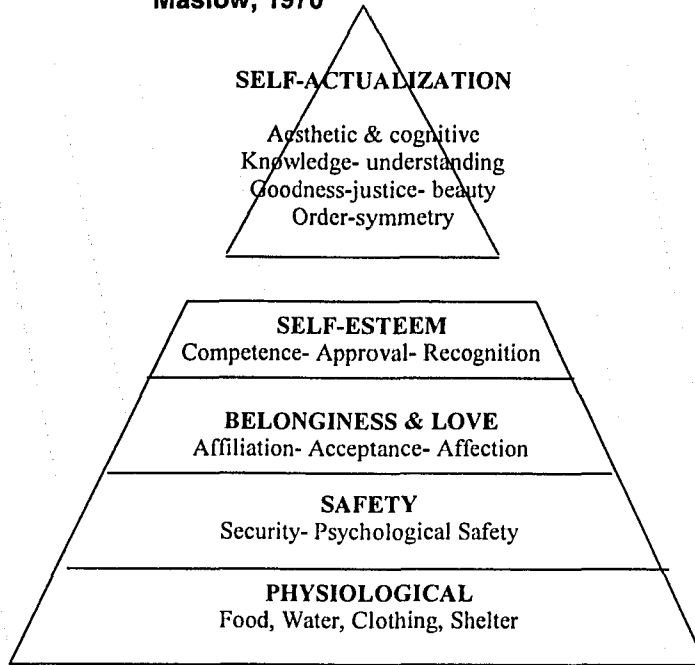 Maslow, 1970
SELF-ACTUALIZATION
Aesthetic & cognitive
Knowledge- understanding
Goodness-justice- beauty
Order-symmetry
SELF-ESTEEM
Competence- Approval- Recognition
BELONGINESS & LOVE
Affiliation- Acceptance- Affection
SAFETY
Security- Psychological Safety
PHYSIOLOGICAL
Food, Water, Clothing, Shelter